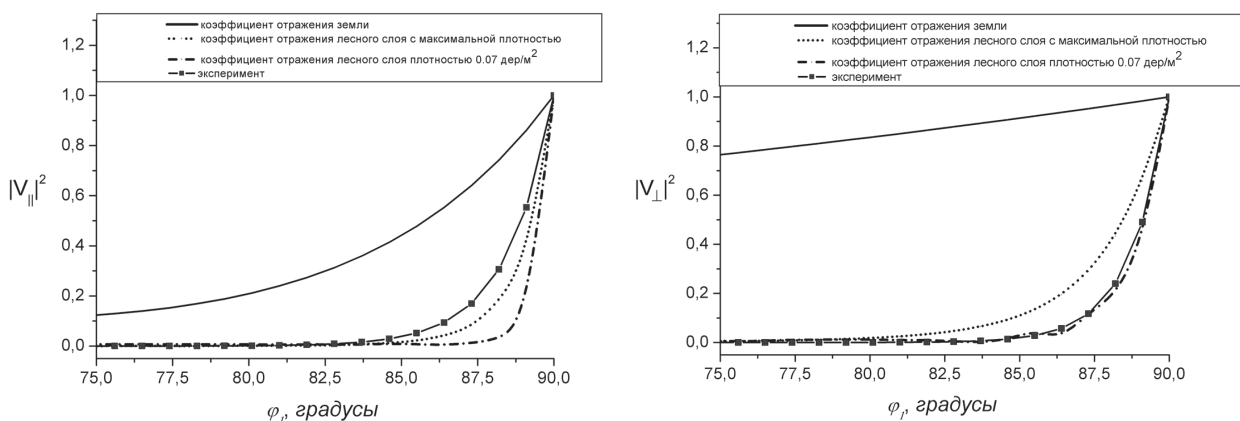 коэффициент отражения земли
коэффициент отражения лесного слоя с максимальной плотностью
коэффициент отражения лесного слоя плотностью 0.07 дер/м²
эксперимент
1,2
1,0
0,8
0,6
0,4
0,2
0,0
|V||||²
75,0 77,5 80,0 82,5 85,0 87,5 90,0
φ₁, градусы
коэффициент отражения земли
коэффициент отражения лесного слоя с максимальной плотностью
коэффициент отражения лесного слоя плотностью 0.07 дер/м²
эксперимент
1,2
1,0
0,8
0,6
0,4
0,2
0,0
|V⊥|²
75,0 77,5 80,0 82,5 85,0 87,5 90,0
φ₁, градусы